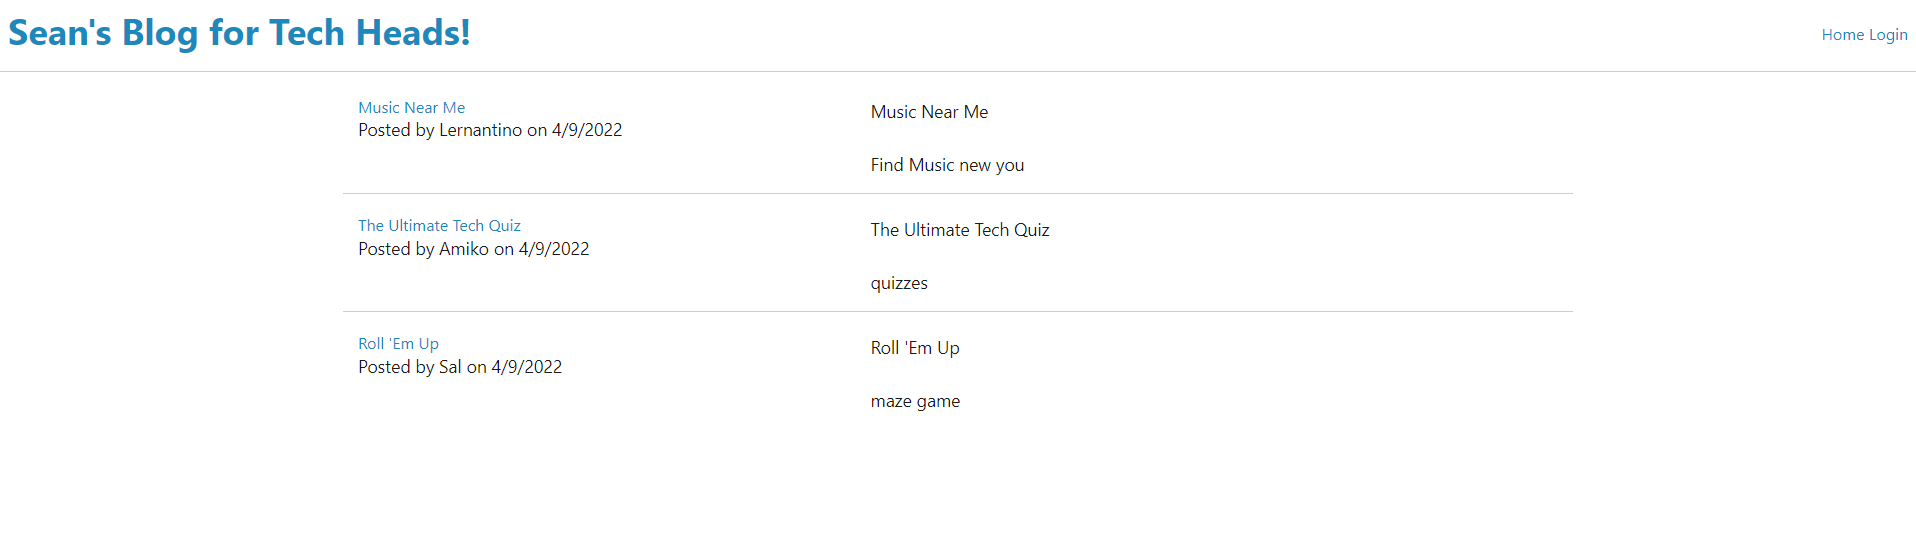 Sean's Blog for Tech Heads!
Home Login
Music Near Me
Posted by Lernantino on 4/9/2022
Music Near Me
Find Music new you
The Ultimate Tech Quiz
Posted by Amiko on 4/9/2022
The Ultimate Tech Quiz
quizzes
Roll 'Em Up
Posted by Sal on 4/9/2022
Roll 'Em Up
maze game